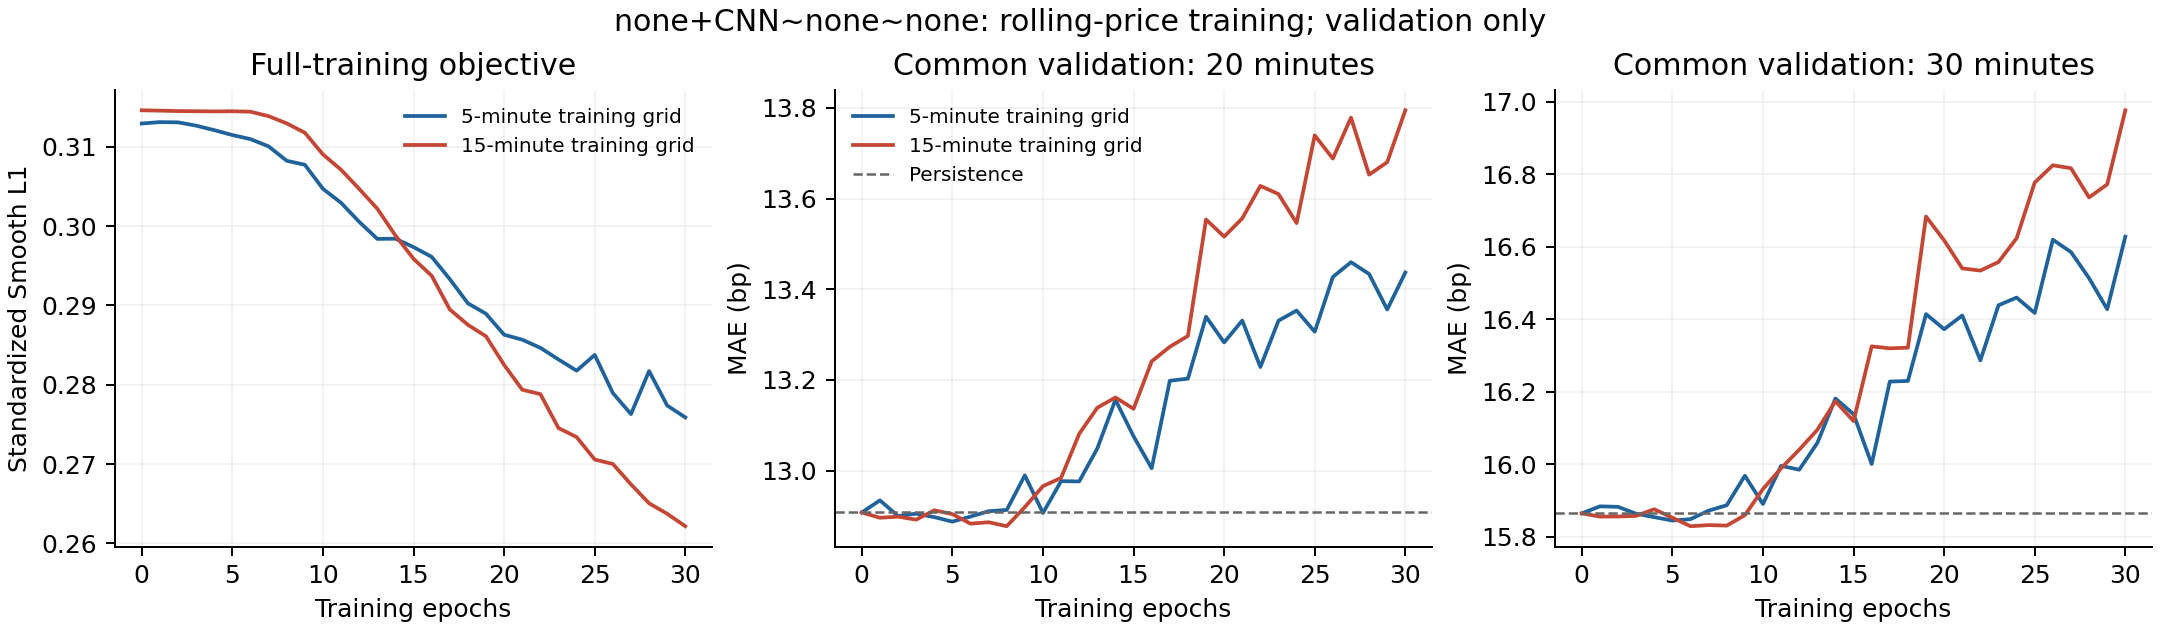 none+CNN~none~none: rolling-price training; validation only
Full-training objective
Standardized Smooth L1
0.31
0.30
0.29
0.28
0.27
0.26
5-minute training grid
15-minute training grid
0 5 10 15 20 25 30
Training epochs
Common validation: 20 minutes
MAE (bp)
13.8
13.6
13.4
13.2
13.0
5-minute training grid
15-minute training grid
Persistence
0 5 10 15 20 25 30
Training epochs
Common validation: 30 minutes
MAE (bp)
17.0
16.8
16.6
16.4
16.2
16.0
15.8
0 5 10 15 20 25 30
Training epochs